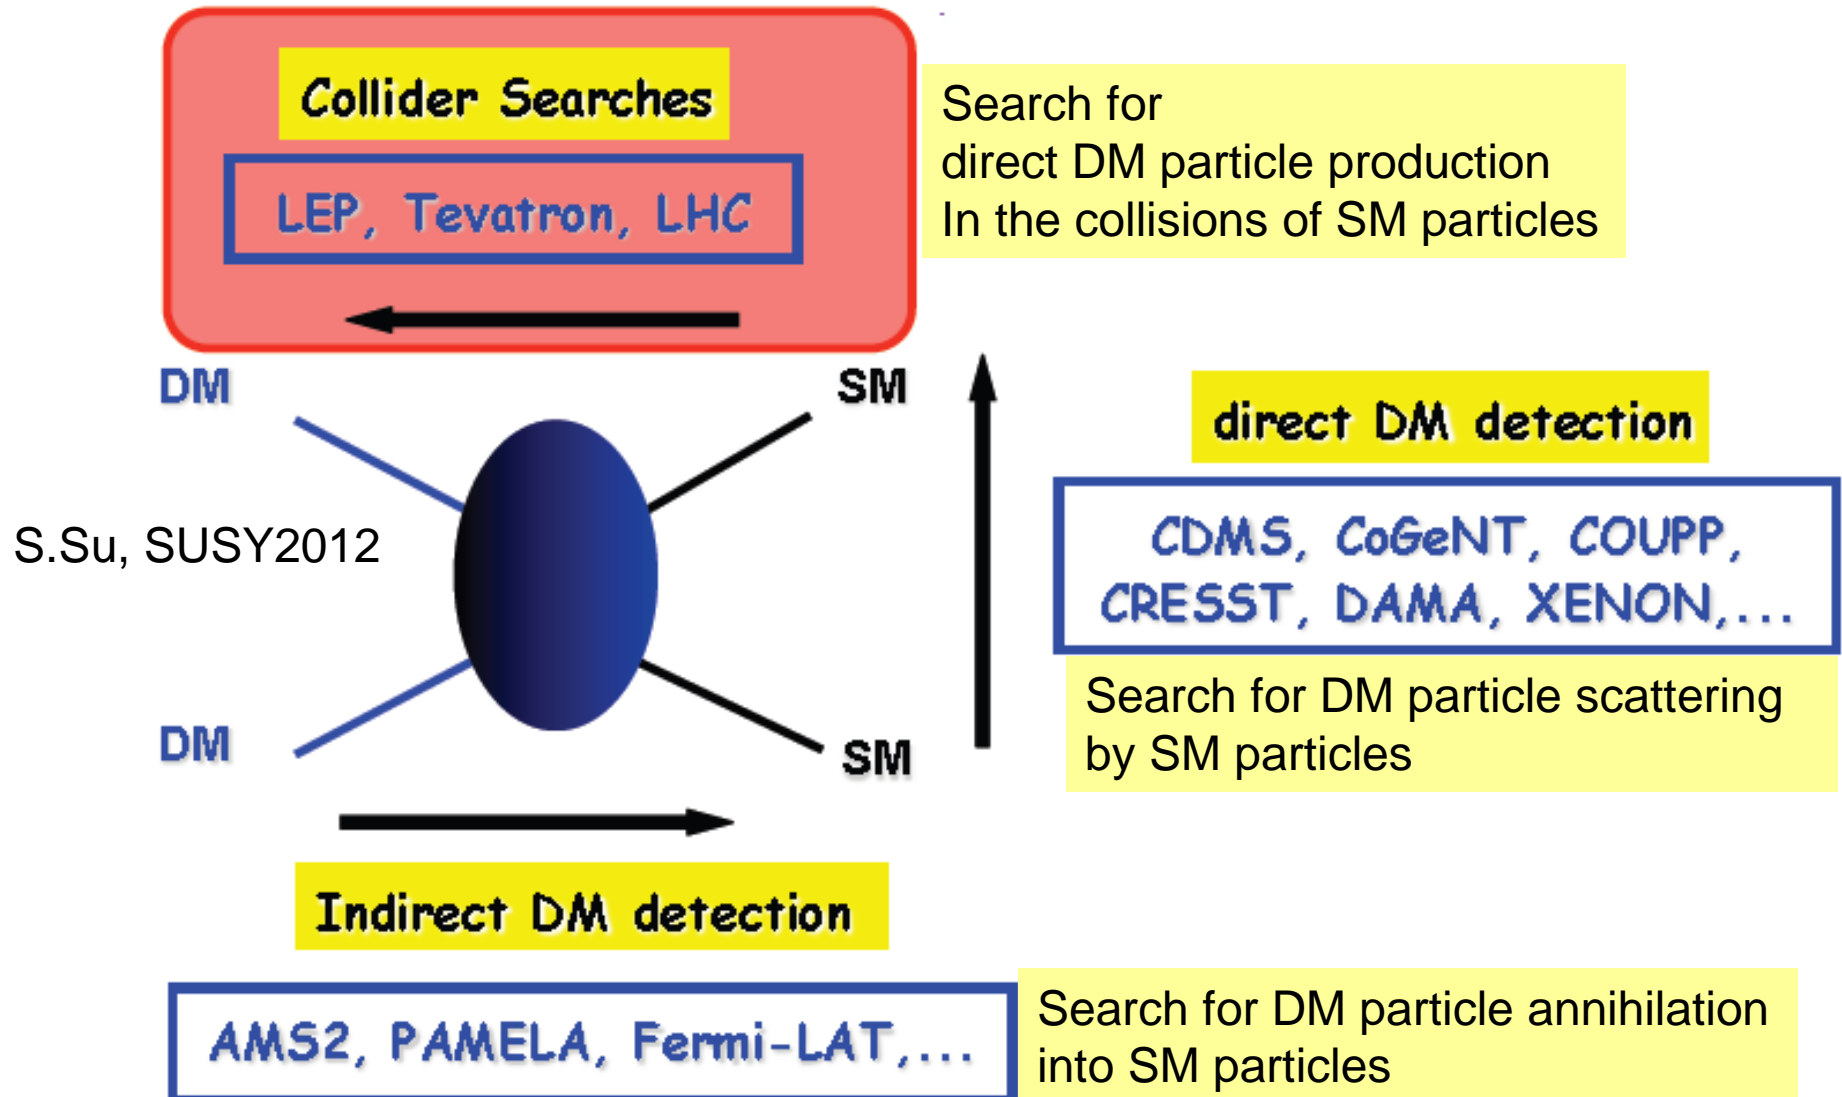 Collider Searches
LEP, Tevatron, LHC
Search for
direct DM particle production
In the collisions of SM particles
DM
SM
direct DM detection
CDMS, CoGeNT, COUPP,
CRESST, DAMA, XENON,...
Search for DM particle scattering
by SM particles
S.Su, SUSY2012
DM
SM
Indirect DM detection
AMS2, PAMELA, Fermi-LAT,...
Search for DM particle annihilation
into SM particles